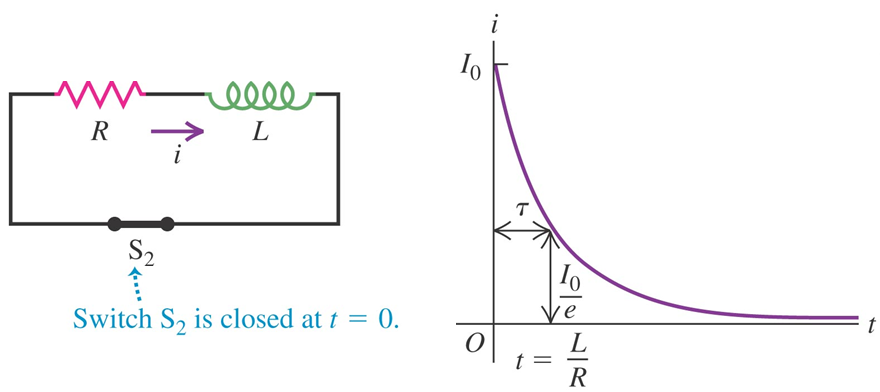 R
i
L
S₂
Switch S₂ is closed at t = 0.
i
I₀
τ
I₀/e
O
t
t = L/R